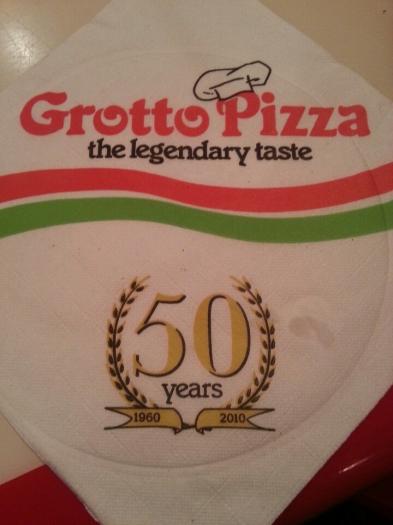 Grotto Pizza
the legendary taste
50
years
1960 2010